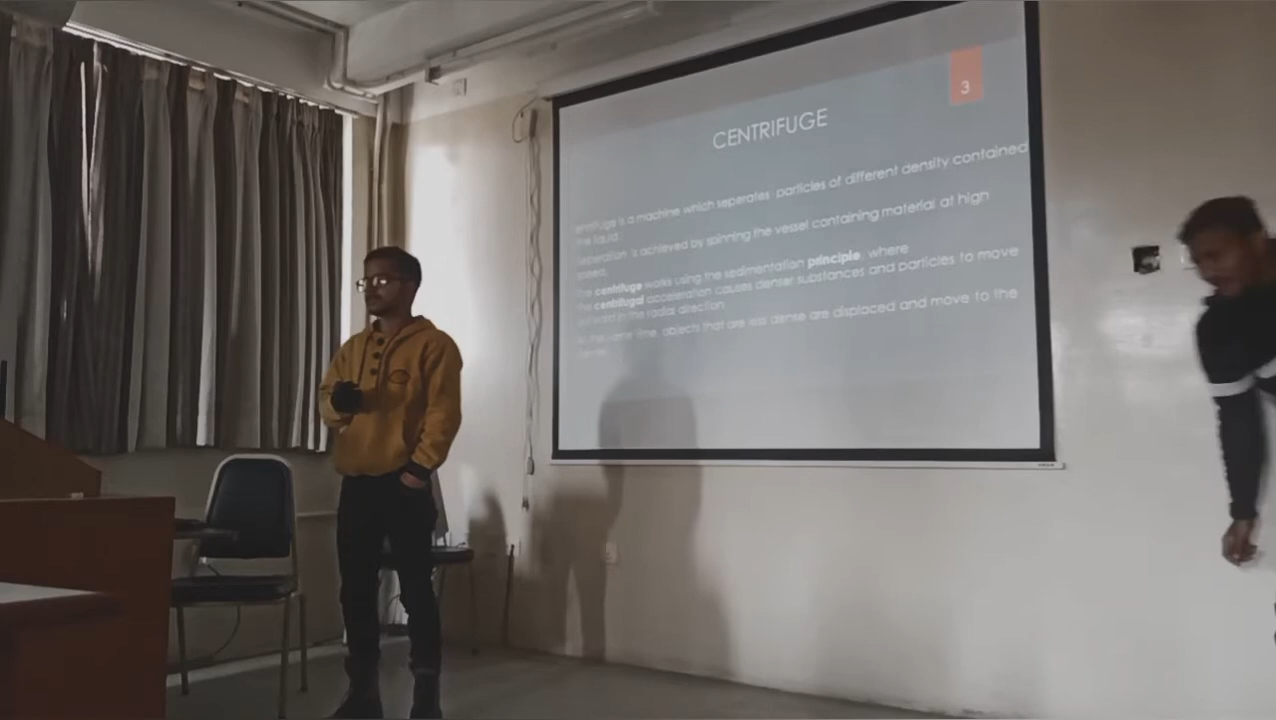 3
CENTRIFUGE
is a machine which seperates particles of different density contained
the liquid.
Seperation is achieved by spinning the vessel containing material at high
speed.
The centrifuge works using the sedimentation principle, where
the centrifugal acceleration causes denser substances and particles to move
outward in the radial direction.
At the same time, objects that are less dense are displaced and move to the